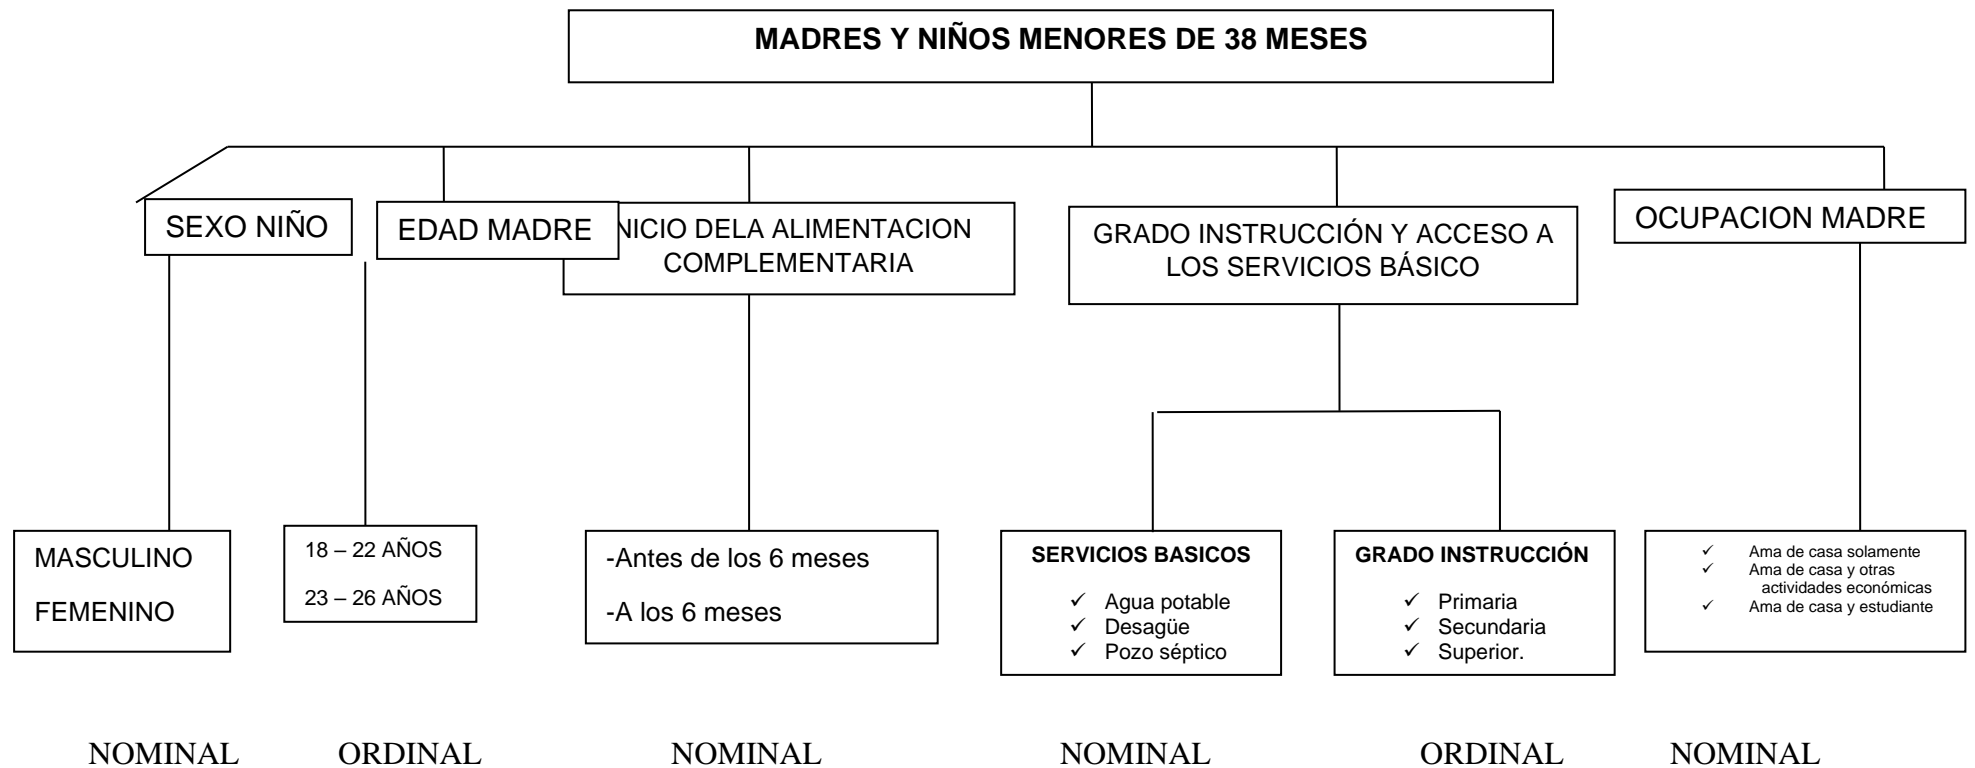 MADRES Y NIÑOS MENORES DE 38 MESES
SEXO NIÑO
EDAD MADRE
NICIO DELA ALIMENTACION
COMPLEMENTARIA
GRADO INSTRUCCIÓN Y ACCESO A
LOS SERVICIOS BÁSICO
OCUPACION MADRE
MASCULINO
FEMENINO
18 – 22 AÑOS
23 – 26 AÑOS
-Antes de los 6 meses
-A los 6 meses
SERVICIOS BASICOS
✓ Agua potable
✓ Desagüe
✓ Pozo séptico
GRADO INSTRUCCIÓN
✓ Primaria
✓ Secundaria
✓ Superior.
✓ Ama de casa solamente
✓ Ama de casa y otras
actividades económicas
✓ Ama de casa y estudiante
NOMINAL ORDINAL NOMINAL NOMINAL ORDINAL NOMINAL